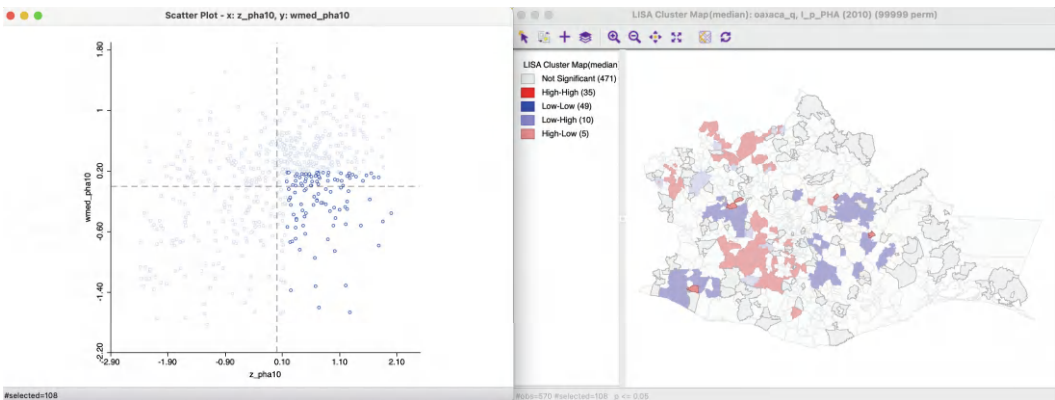 Scatter Plot - x: z_pha10, y: wmed_pha10
1.80
1
0.20
-0.60
-1.40
-2.20
wmed_pha10
-2.90 -1.90 -0.90 0.10 1.10 2.10
z_pha10
#selected=108
LISA Cluster Map(median): oaxaca_q, I_p_PHA (2010) (99999 perm)
LISA Cluster Map(median
Not Significant (471)
High-High (35)
Low-Low (49)
Low-High (10)
High-Low (5)
#obs=570 #selected=108 p <= 0.05